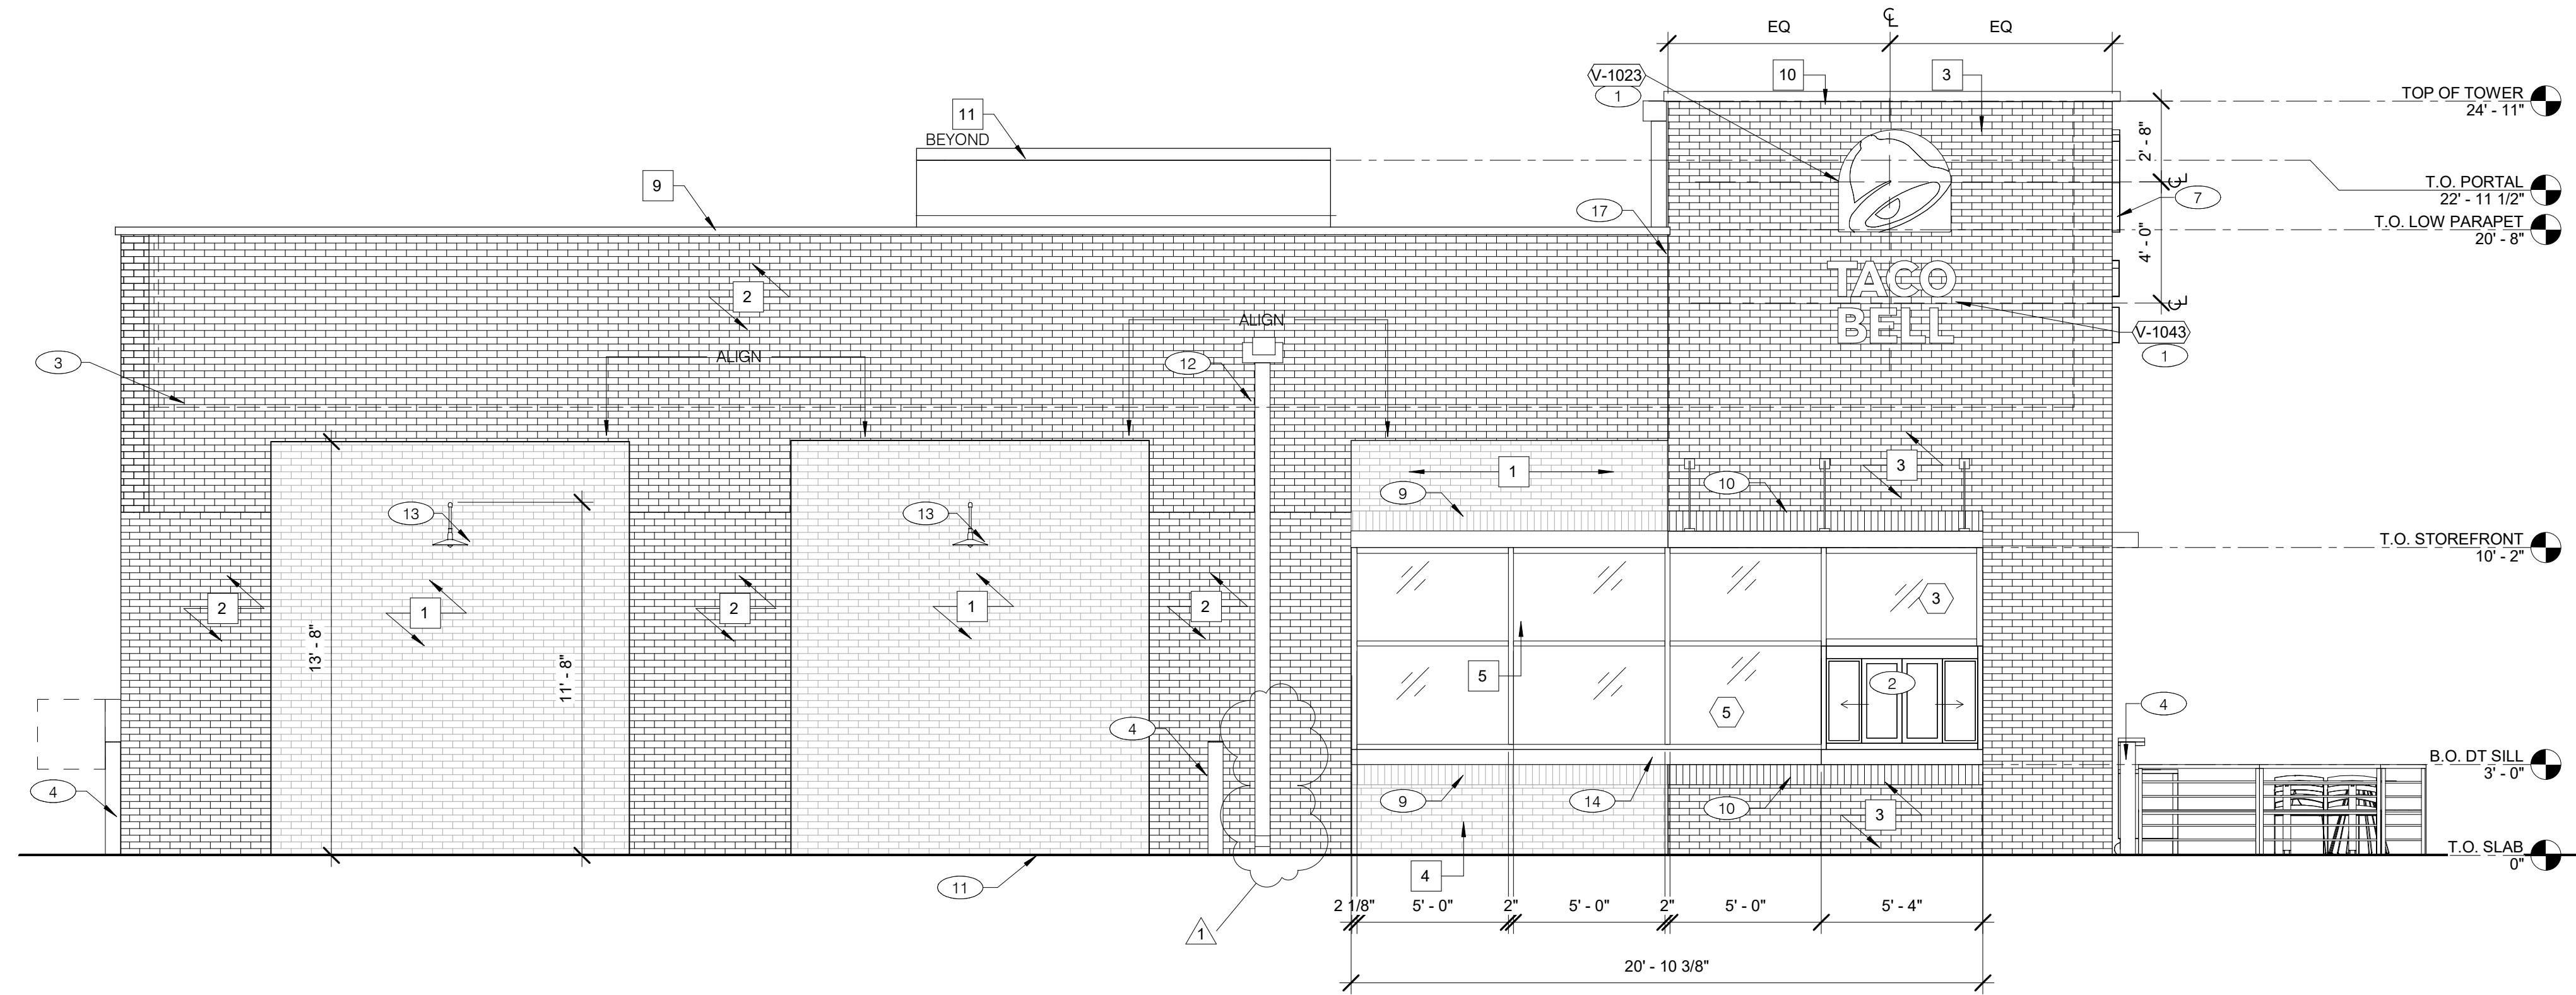 EQ
EQ
V-1023
1
10
3
TOP OF TOWER
24' - 11"
11
BEYOND
2' - 8"
9
T.O. PORTAL
22' - 11 1/2"
7
17
T.O. LOW PARAPET
20' - 8"
4' - 0"
2
TACO
BELL
ALIGN
ALIGN
V-1043
1
3
12
1
3
9
10
13
13
T.O. STOREFRONT
10' - 2"
2
1
2
1
2
3
13' - 8"
11' - 8"
5
2
5
4
4
4
B.O. DT SILL
3' - 0"
9
14
10
3
T.O. SLAB
0"
11
4
1
2 1/8"
5' - 0"
2"
5' - 0"
2"
5' - 0"
5' - 4"
20' - 10 3/8"